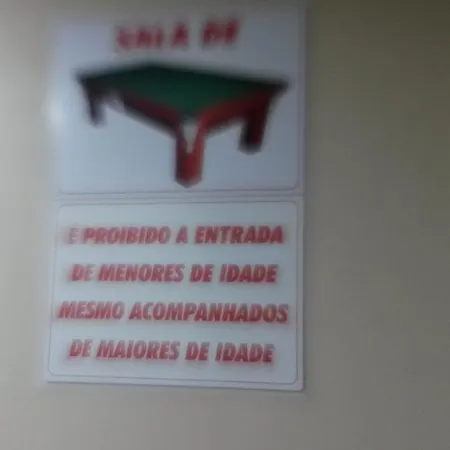 SALA DE
É PROIBIDO A ENTRADA
DE MENORES DE IDADE
MESMO ACOMPANHADOS
DE MAIORES DE IDADE